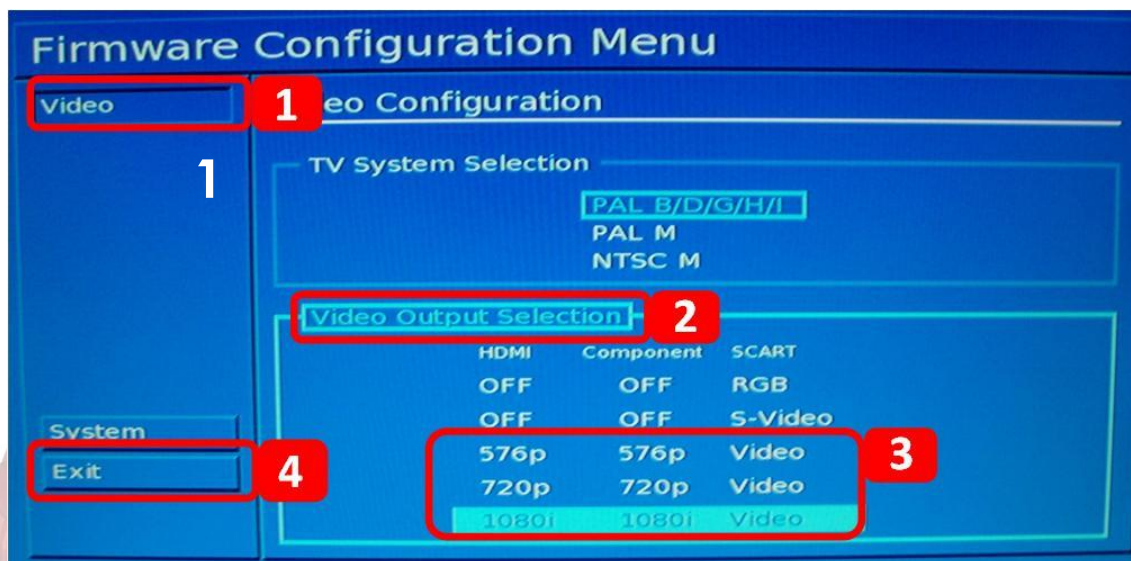 Firmware Configuration Menu
Video
1
eo Configuration
1
TV System Selection
PAL B/D/G/H/I
PAL M
NTSC M
Video Output Selection
2
HDMI Component SCART
OFF OFF RGB
OFF OFF S-Video
576p 576p Video
720p 720p Video
1080i 1080i Video
3
System
Exit
4